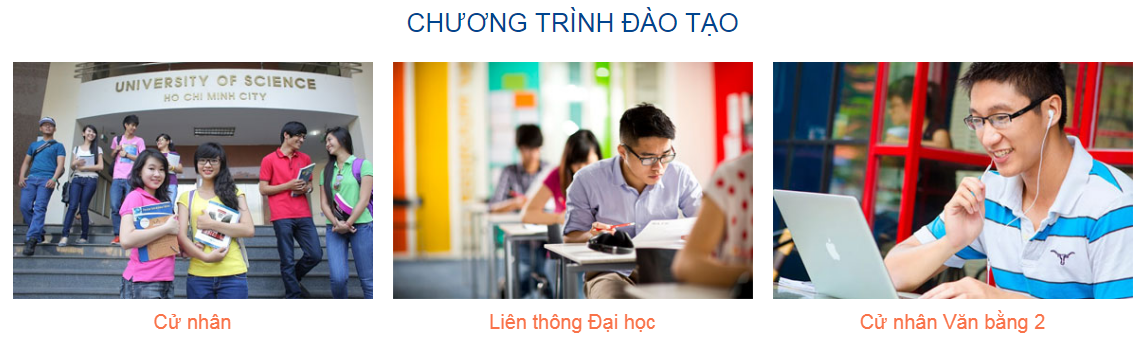 CHƯƠNG TRÌNH ĐÀO TẠO
UNIVERSITY OF SCIENCE
HO CHI MINH CITY
Cử nhân
Liên thông Đại học
Cử nhân Văn bằng 2